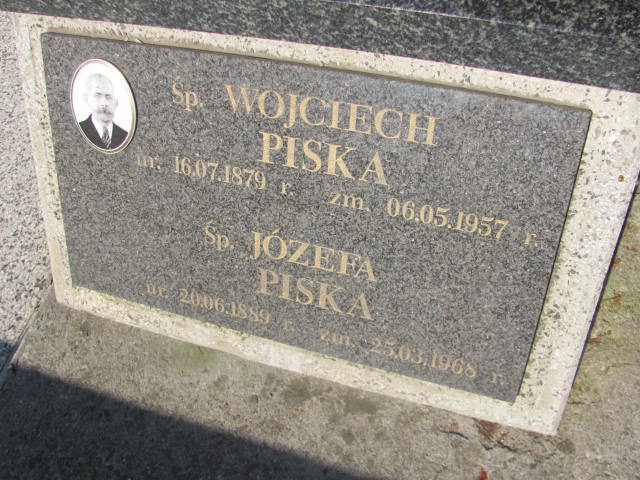 Śp. WOJCIECH
PISKA
ur. 16.07.1879 r. zm. 06.05.1957 r.
Śp. JÓZEFA
PISKA
ur. 20.06.1889 r. zm. 25.03.1968 r.